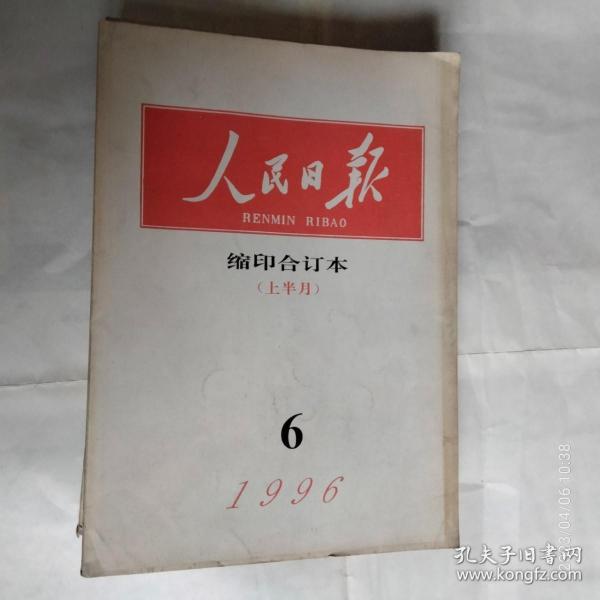 人民日报
RENMIN RIBAO
缩印合订本
(上半月)
6
1996
孔夫子旧书网
www.kongfz.com
2023/04/06 10:38